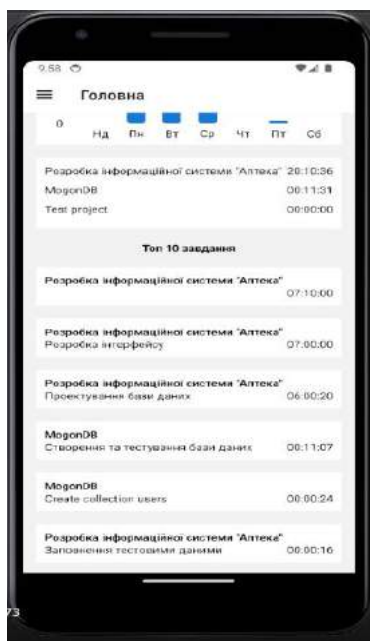 9:58
Головна
0
Нд Пн Вт Ср Чт Пт Сб
Розробка інформаційної системи "Аптека" 20:10:36
MogonDB 00:11:31
Test project 00:00:00
Топ 10 завдання
Розробка інформаційної системи "Аптека"
07:10:00
Розробка інформаційної системи "Аптека"
Розробка інтерфейсу 07:00:00
Розробка інформаційної системи "Аптека"
Проектування бази даних 06:00:20
MogonDB
Створення та тестування бази даних 00:11:07
MogonDB
Create collection users 00:00:24
Розробка інформаційної системи "Аптека"
Заповнення тестовими даними 00:00:16
73